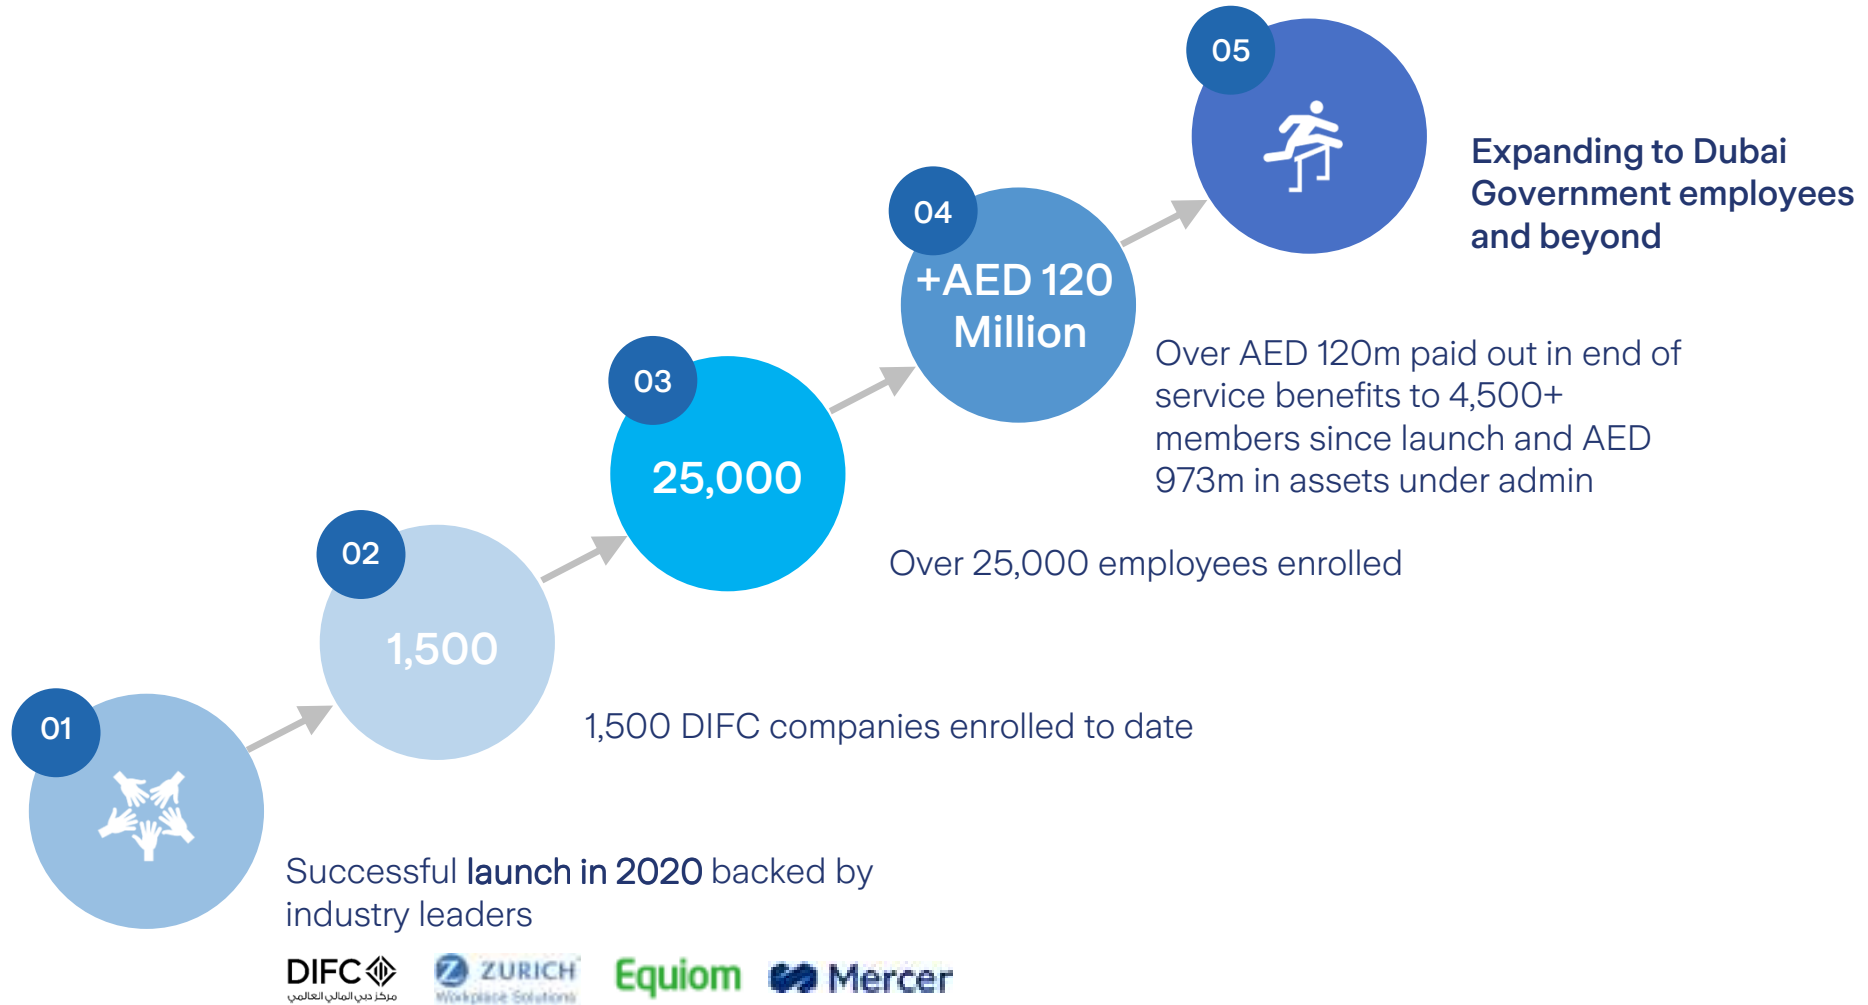 05
Expanding to Dubai
Government employees
and beyond
04
+AED 120
Million
Over AED 120m paid out in end of
service benefits to 4,500+
members since launch and AED
973m in assets under admin
03
25,000
Over 25,000 employees enrolled
02
1,500
1,500 DIFC companies enrolled to date
01
Successful launch in 2020 backed by
industry leaders
DIFC
مركز دبي المالي العالمي
ZURICH
Workplace Solutions
Equiom
Mercer